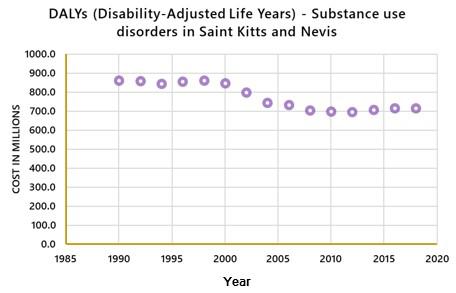 DALYs (Disability-Adjusted Life Years) - Substance use
disorders in Saint Kitts and Nevis
1000.0
900.0
800.0
700.0
600.0
500.0
400.0
300.0
200.0
100.0
0.0
COST IN MILLIONS
1985 1990 1995 2000 2005 2010 2015 2020
Year